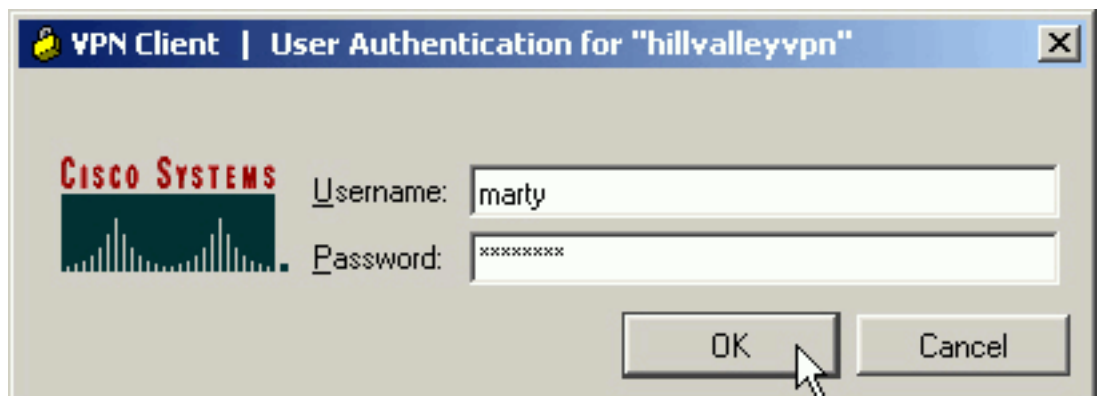 VPN Client | User Authentication for "hillvalleyvpn"
CISCO SYSTEMS
Username: marty
Password: ********
OK Cancel